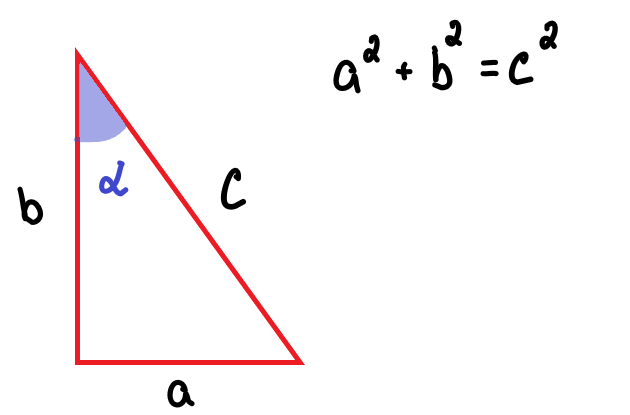 a² + b² = c²
α
c
b
a